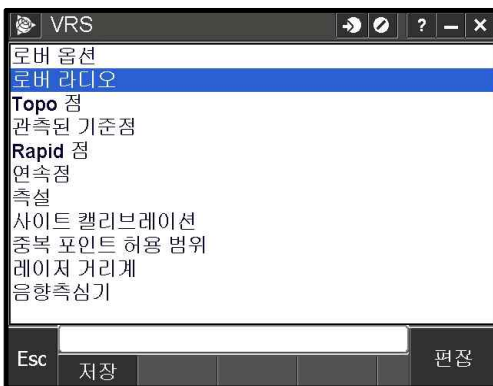 VRS ? – ×
로버 옵션
로버 라디오
Topo 점
관측된 기준점
Rapid 점
연속점
측설
사이트 캘리브레이션
중복 포인트 허용 범위
레이저 거리계
음향측심기
Esc
저장
편집